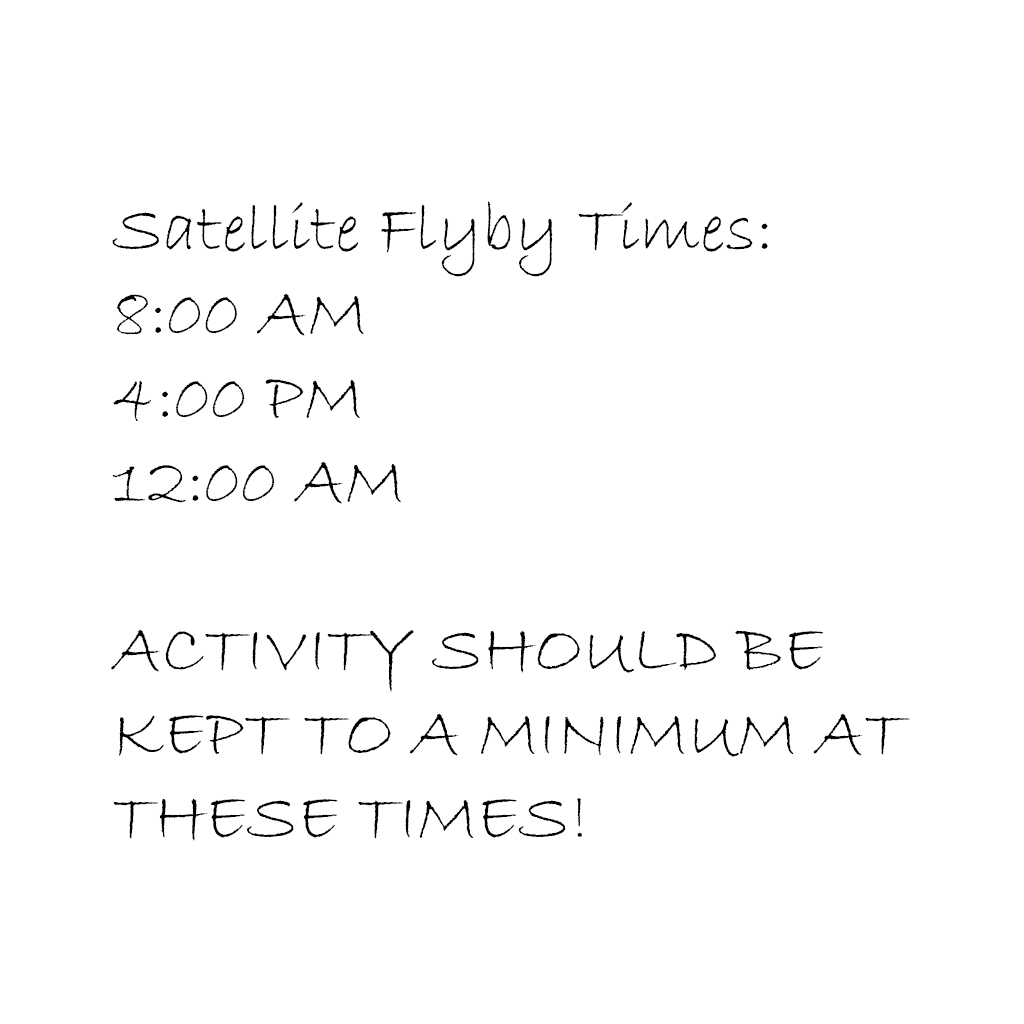 Satellite Flyby Times:
8:00 AM
4:00 PM
12:00 AM
ACTIVITY SHOULD BE
KEPT TO A MINIMUM AT
THESE TIMES!